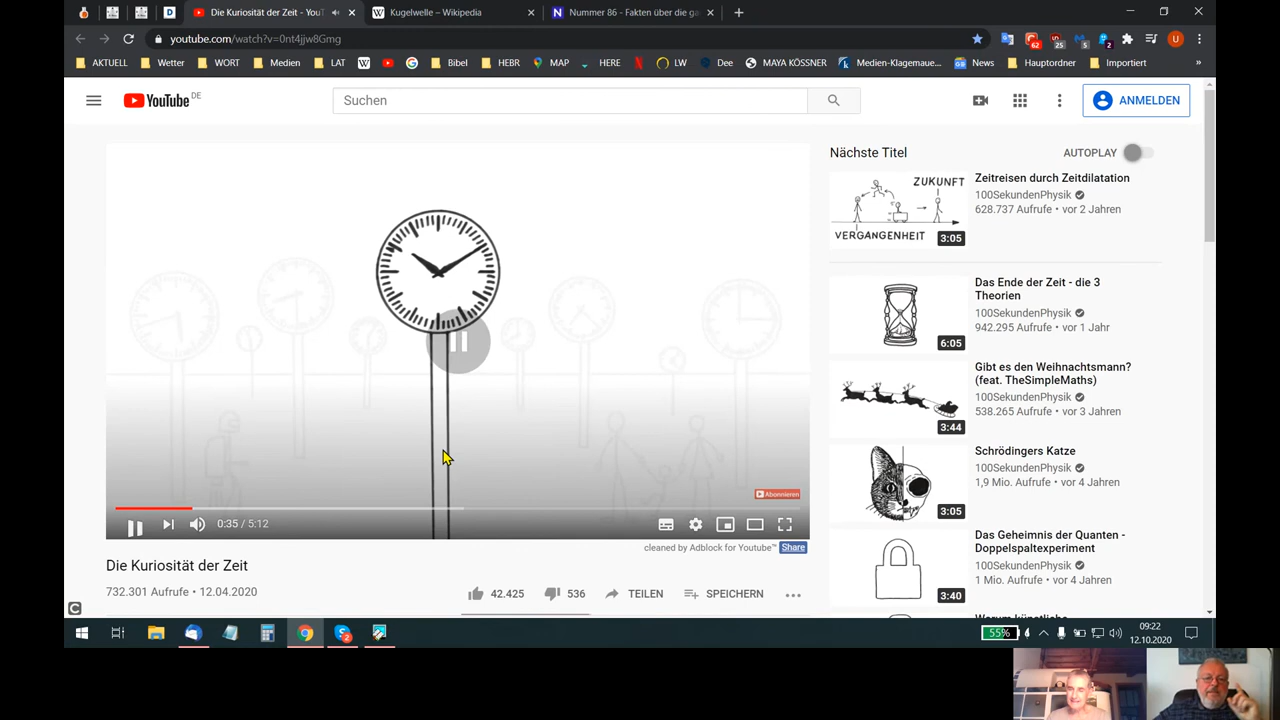 Die Kuriosität der Zeit - YouT
Kugelwelle – Wikipedia
Nummer 86 - Fakten über die ga
youtube.com/watch?v=0nt4jjw8Gmg
62
25
5
2
U
AKTUELL
Wetter
WORT
Medien
LAT
W
G
Bibel
HEBR
MAP
HERE
N
LW
Dee
MAYA KÖSSNER
Medien-Klagemaue...
News
Hauptordner
Importiert
»
YouTube DE
Suchen
ANMELDEN
Nächste Titel
AUTOPLAY
ZUKUNFT
VERGANGENHEIT
3:05
Zeitreisen durch Zeitdilatation
100SekundenPhysik
628.737 Aufrufe • vor 2 Jahren
6:05
Das Ende der Zeit - die 3
Theorien
100SekundenPhysik
942.295 Aufrufe • vor 1 Jahr
3:44
Gibt es den Weihnachtsmann?
(feat. TheSimpleMaths)
100SekundenPhysik
538.265 Aufrufe • vor 3 Jahren
3:05
Schrödingers Katze
100SekundenPhysik
1,9 Mio. Aufrufe • vor 4 Jahren
3:40
Das Geheimnis der Quanten -
Doppelspaltexperiment
100SekundenPhysik
1 Mio. Aufrufe • vor 4 Jahren
Abonnieren
0:35 / 5:12
cleaned by Adblock for Youtube™ Share
Die Kuriosität der Zeit
732.301 Aufrufe • 12.04.2020
42.425
536
TEILEN
SPEICHERN
55%
09:22
12.10.2020